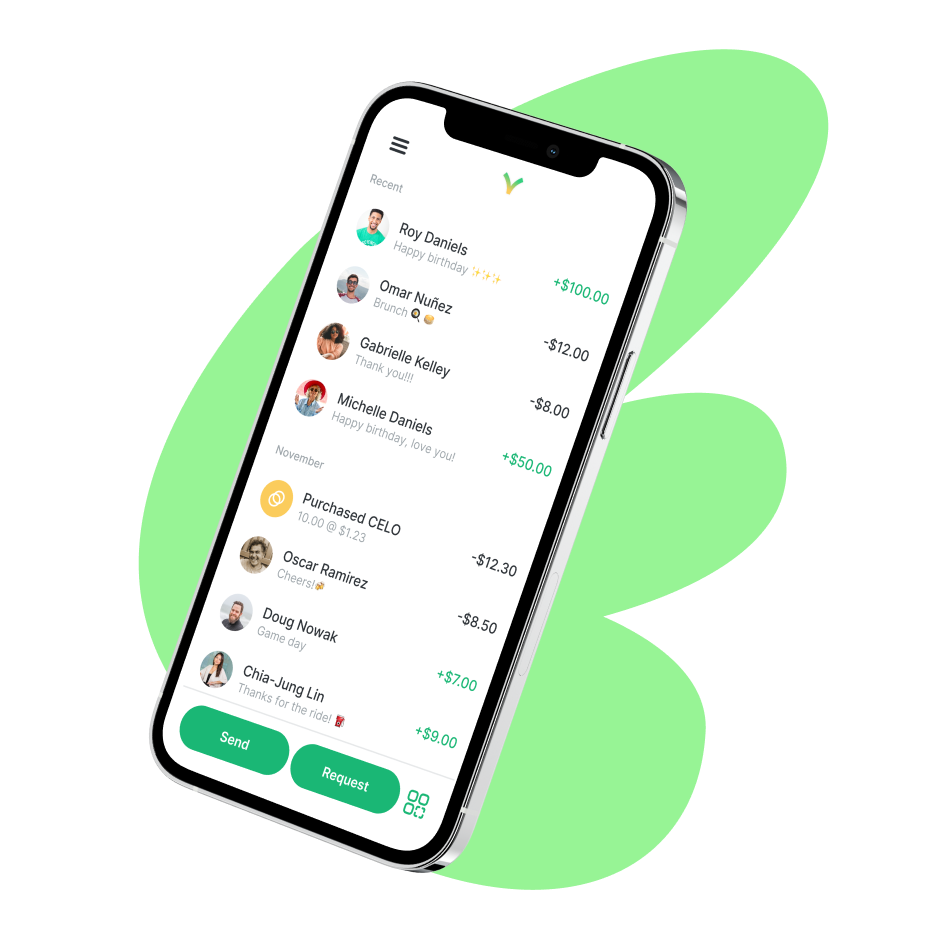 Recent
Roy Daniels
Happy birthday ✨✨✨
+$100.00
Omar Nuñez
Brunch 🍳🥞
-$12.00
Gabrielle Kelley
Thank you!!!
-$8.00
Michelle Daniels
Happy birthday, love you!
+$50.00
November
Purchased CELO
10.00 @ $1.23
-$12.30
Oscar Ramirez
Cheers!🍻
-$8.50
Doug Nowak
Game day
+$7.00
Chia-Jung Lin
Thanks for the ride! ⛽
+$9.00
Send
Request